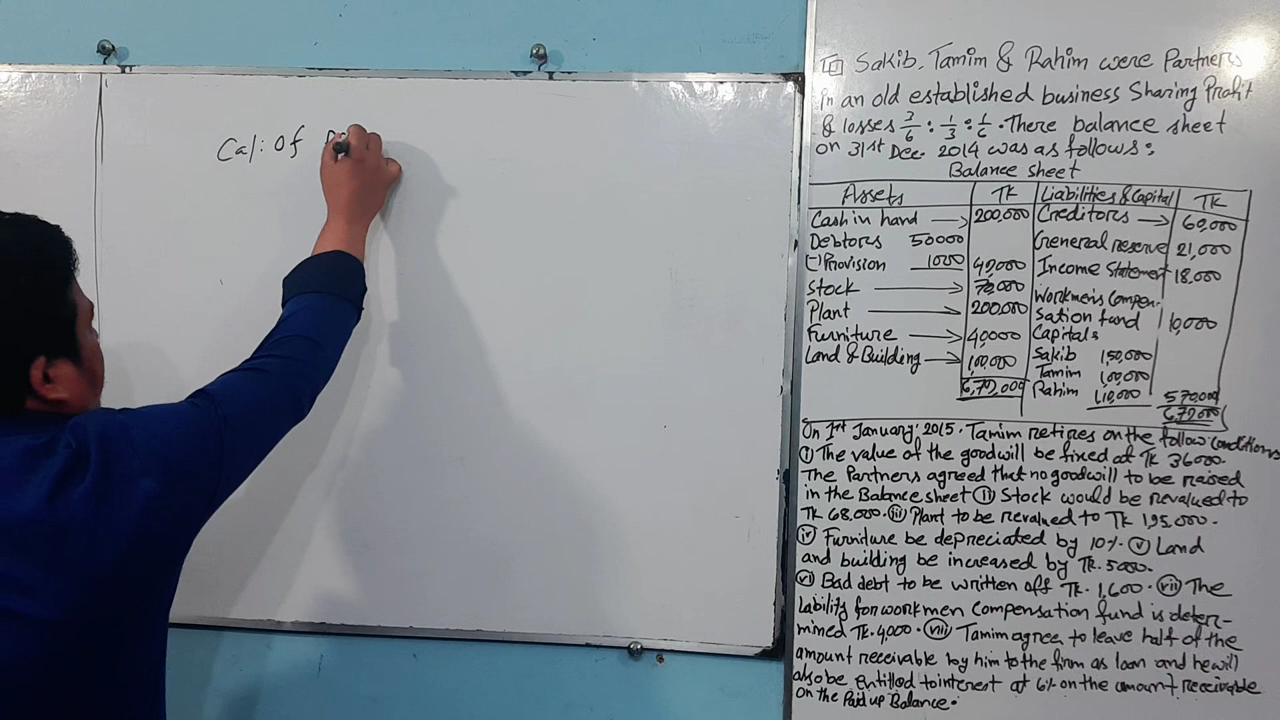 Cal: of
Sakib, Tamim & Rahim were Partners
in an old established business Sharing Profit
& losses 3/6 : 1/3 : 1/6 . There balance sheet
on 31st Dec. 2014 was as follows:
Balance sheet
Assets TK Liabilities & Capital TK
Cash in hand → 200,000 Creditors → 60,000
Debtors 50000 General reserve 21,000
(-) Provision 1000 49,000 Income Statement 18,000
Stock → 70,000 Workmen's Compen-
Plant → 200,000 sation fund 10,000
Furniture → 40,000 Capitals
Land & Building → 100,000 Sakib 150,000
Tamim 100,000
6,79,000 Rahim 1,10,000 570,000
6,79,000
On 1st January' 2015. Tamim retires on the follow conditions
(i) The value of the goodwill be fixed at TK 36000.
The Partners agreed that no goodwill to be raised
in the Balance sheet (ii) Stock would be revalued to
TK 68,000. (iii) Plant to be revalued to TK 195,000.
(iv) Furniture be depreciated by 10%. (v) Land
and building be increased by TK. 5000.
(vi) Bad debt to be written off TK. 1,600. (vii) The
Lability for workmen Compensation fund is deter-
mined TK. 4,000. (viii) Tamim agree to leave half of the
amount receivable by him to the firm as loan and he will
also be entitled to interest at 6% on the amount receivable
on the Paid up Balance.